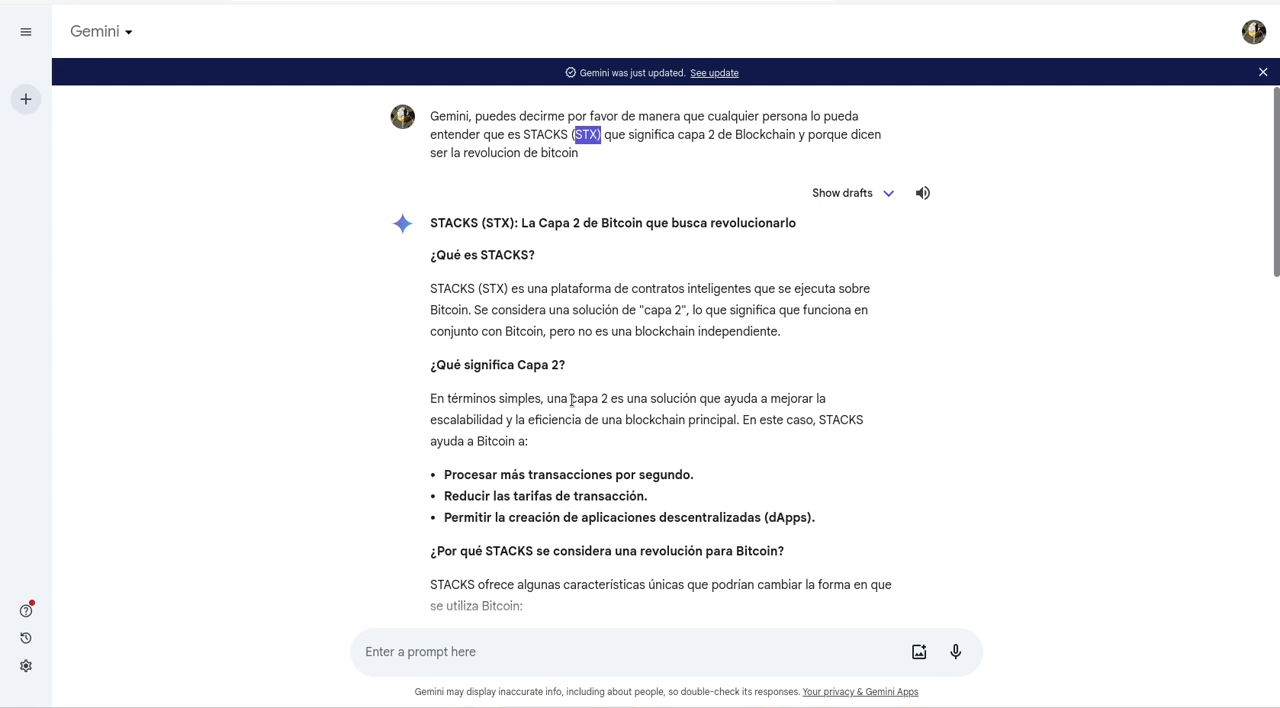 Gemini
Gemini was just updated. See update
Gemini, puedes decirme por favor de manera que cualquier persona lo pueda
entender que es STACKS (STX) que significa capa 2 de Blockchain y porque dicen
ser la revolucion de bitcoin
Show drafts
STACKS (STX): La Capa 2 de Bitcoin que busca revolucionarlo
¿Qué es STACKS?
STACKS (STX) es una plataforma de contratos inteligentes que se ejecuta sobre
Bitcoin. Se considera una solución de "capa 2", lo que significa que funciona en
conjunto con Bitcoin, pero no es una blockchain independiente.
¿Qué significa Capa 2?
En términos simples, una capa 2 es una solución que ayuda a mejorar la
escalabilidad y la eficiencia de una blockchain principal. En este caso, STACKS
ayuda a Bitcoin a:
• Procesar más transacciones por segundo.
• Reducir las tarifas de transacción.
• Permitir la creación de aplicaciones descentralizadas (dApps).
¿Por qué STACKS se considera una revolución para Bitcoin?
STACKS ofrece algunas características únicas que podrían cambiar la forma en que
se utiliza Bitcoin:
Enter a prompt here
Gemini may display inaccurate info, including about people, so double-check its responses. Your privacy & Gemini Apps